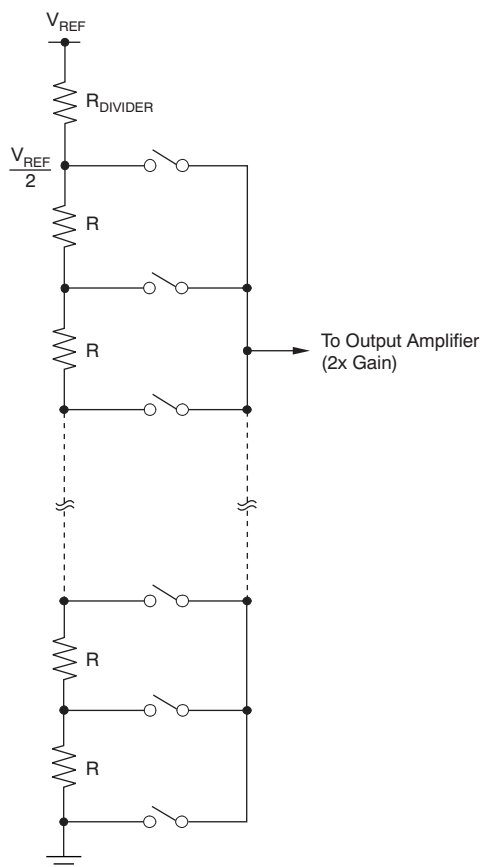 VREF
RDIVIDER
VREF
2
R
R
To Output Amplifier
(2x Gain)
R
R